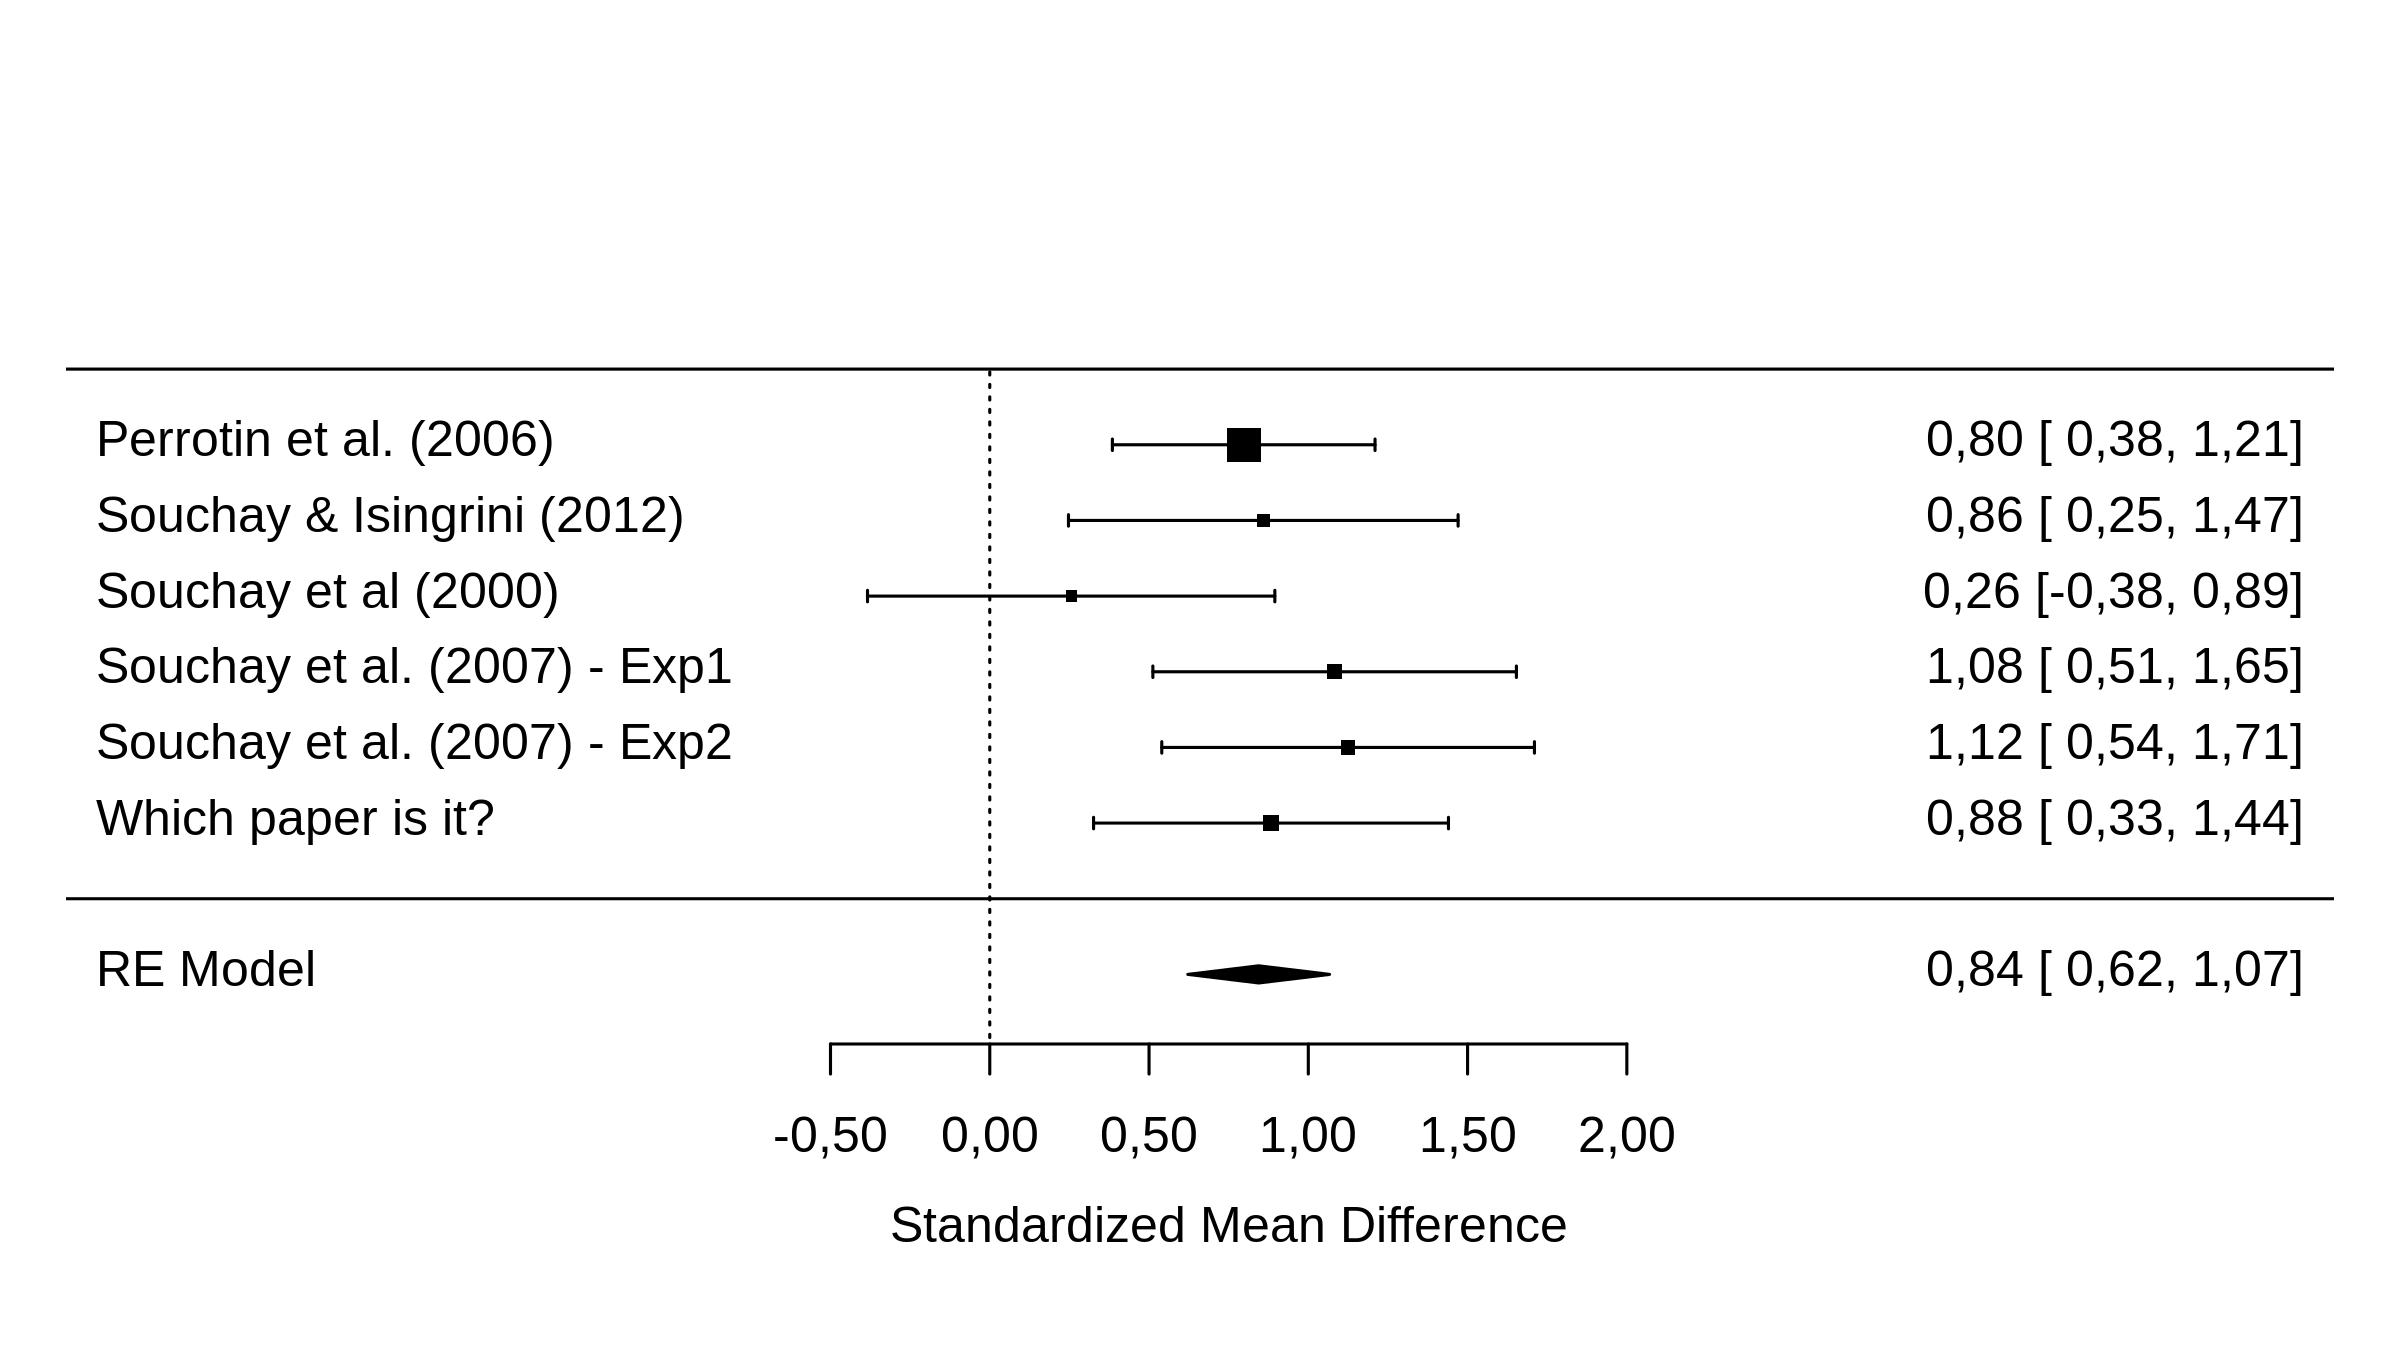 Perrotin et al. (2006) 0,80 [ 0,38, 1,21]
Souchay & Isingrini (2012) 0,86 [ 0,25, 1,47]
Souchay et al (2000) 0,26 [-0,38, 0,89]
Souchay et al. (2007) - Exp1 1,08 [ 0,51, 1,65]
Souchay et al. (2007) - Exp2 1,12 [ 0,54, 1,71]
Which paper is it? 0,88 [ 0,33, 1,44]
RE Model 0,84 [ 0,62, 1,07]
-0,50 0,00 0,50 1,00 1,50 2,00
Standardized Mean Difference